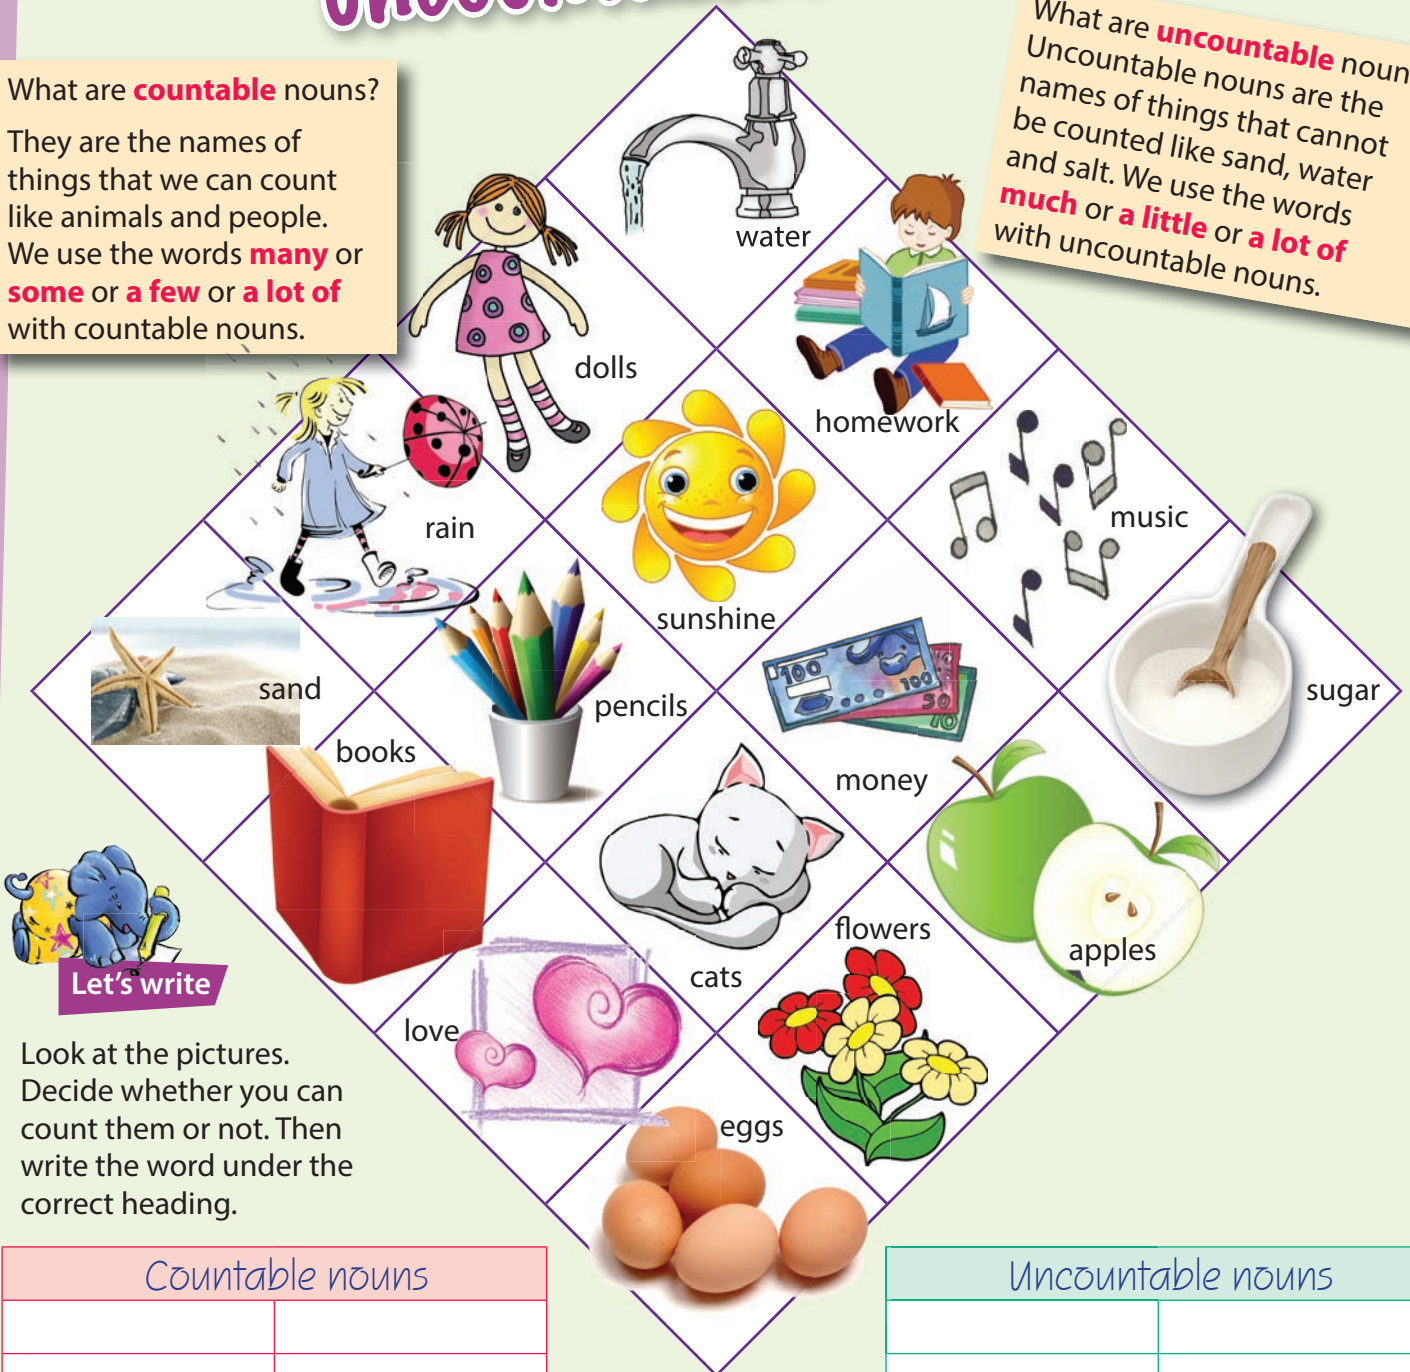 What are countable nouns?
They are the names of
things that we can count
like animals and people.
We use the words many or
some or a few or a lot of
with countable nouns.
What are uncountable noun
Uncountable nouns are the
names of things that cannot
be counted like sand, water
and salt. We use the words
much or a little or a lot of
with uncountable nouns.
water
dolls
homework
rain
sunshine
music
sand
pencils
100
100
50
10
sugar
books
money
flowers
apples
cats
love
eggs
Let's write
Look at the pictures.
Decide whether you can
count them or not. Then
write the word under the
correct heading.
Countable nouns
Uncountable nouns